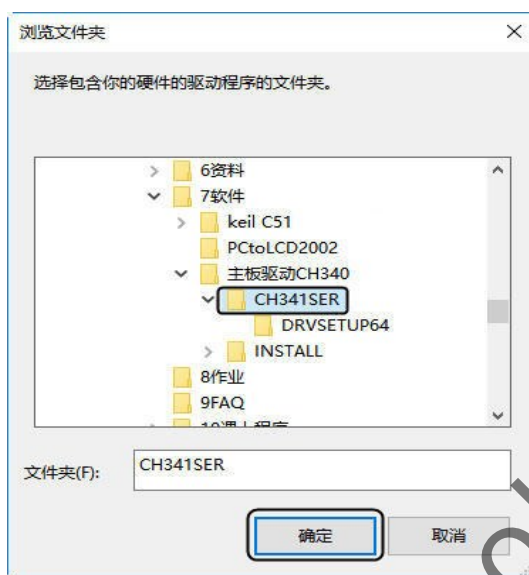 浏览文件夹
选择包含你的硬件的驱动程序的文件夹。
6资料
7软件
keil C51
PCtoLCD2002
主板驱动CH340
CH341SER
DRVSETUP64
INSTALL
8作业
9FAQ
文件夹(F): CH341SER
确定 取消